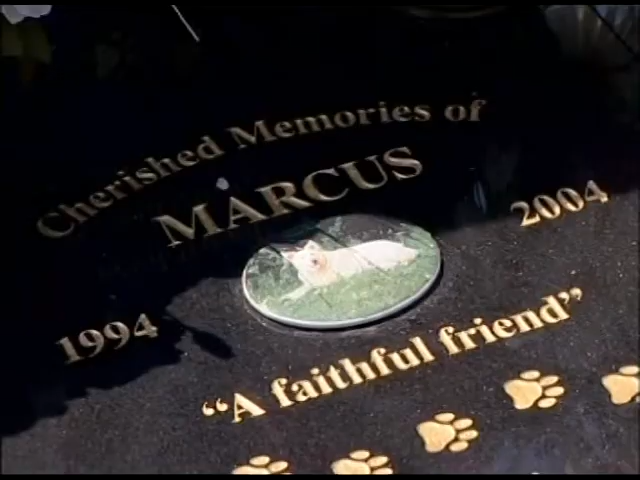 Cherished Memories of
MARCUS
1994
2004
“A faithful friend”